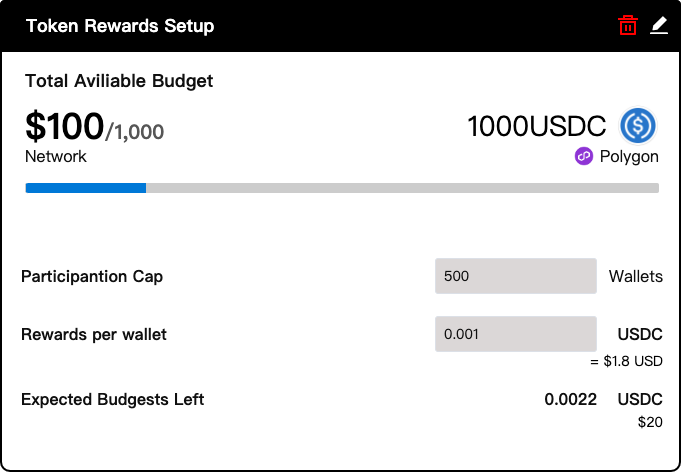 Token Rewards Setup
Total Aviliable Budget
$100/1,000 1000USDC
Network Polygon
Participantion Cap 500 Wallets
Rewards per wallet 0.001 USDC
= $1.8 USD
Expected Budgests Left 0.0022 USDC
$20